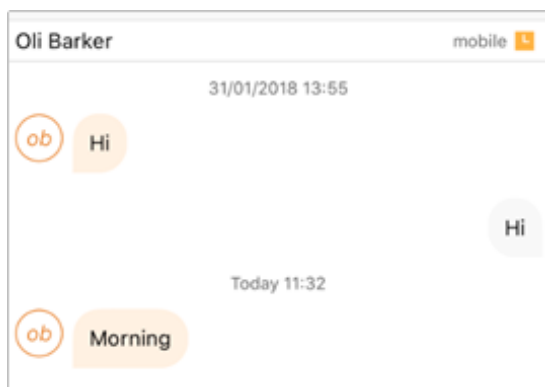 Oli Barker mobile
31/01/2018 13:55
ob Hi
Hi
Today 11:32
ob Morning